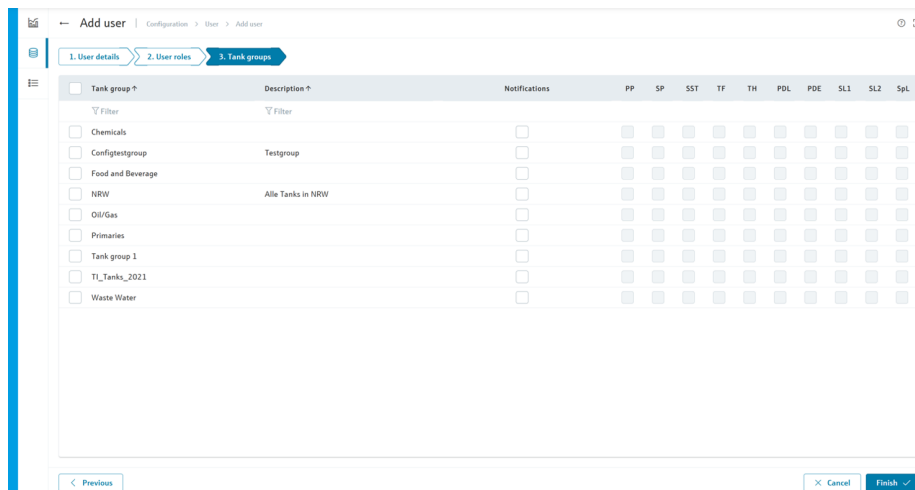 Add user | Configuration > User > Add user
1. User details 2. User roles 3. Tank groups
Tank group Description Notifications PP SP SST TF TH PDL PDE SL1 SL2 SpL
Filter Filter
Chemicals
Configtestgroup Testgroup
Food and Beverage
NRW Alle Tanks in NRW
Oil/Gas
Primaries
Tank group 1
TI_Tanks_2021
Waste Water
Previous Cancel Finish